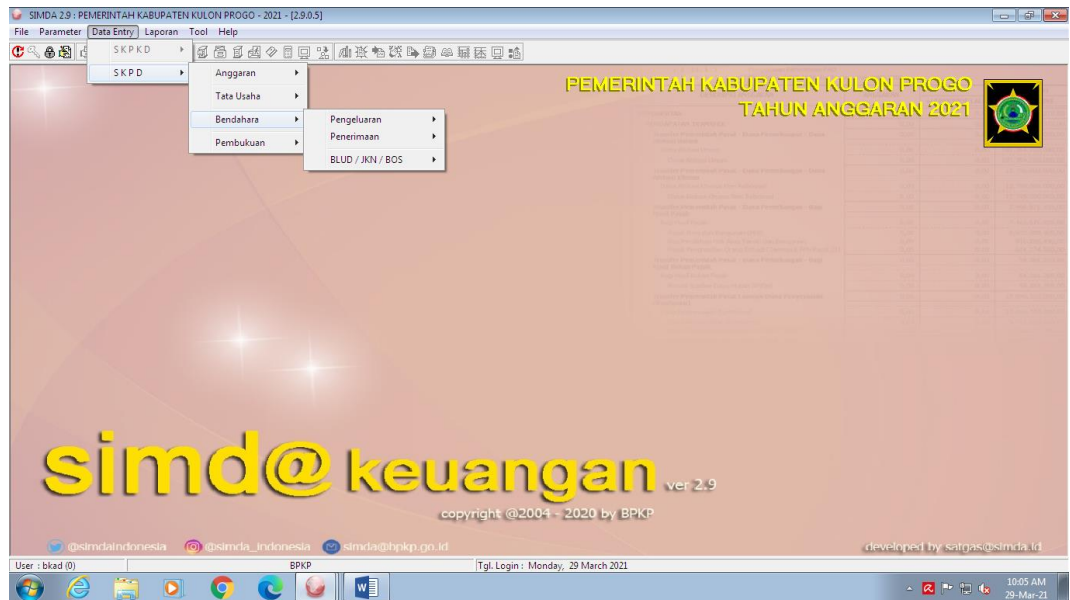 SIMDA 2.9 : PEMERINTAH KABUPATEN KULON PROGO - 2021 - [2.9.0.5]
File Parameter Data Entry Laporan Tool Help
S K P K D
S K P D
Anggaran
Tata Usaha
Bendahara
Pembukuan
Pengeluaran
Penerimaan
BLUD / JKN / BOS
PEMERINTAH KABUPATEN KULON PROGO
TAHUN ANGGARAN 2021
simd@ keuangan ver 2.9
copyright @2004 - 2020 by BPKP
@simdaindonesia @simda_indonesia simda@bpkp.go.id developed by satgas@simda.id
User : bkad (0) BPKP Tgl. Login : Monday, 29 March 2021
10:05 AM
29-Mar-21